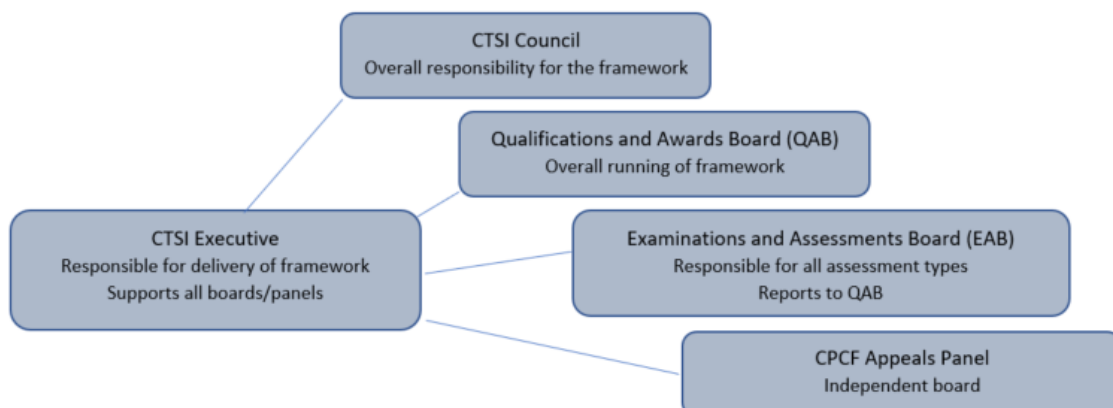 CTSI Council
Overall responsibility for the framework
Qualifications and Awards Board (QAB)
Overall running of framework
CTSI Executive
Responsible for delivery of framework
Supports all boards/panels
Examinations and Assessments Board (EAB)
Responsible for all assessment types
Reports to QAB
CPCF Appeals Panel
Independent board